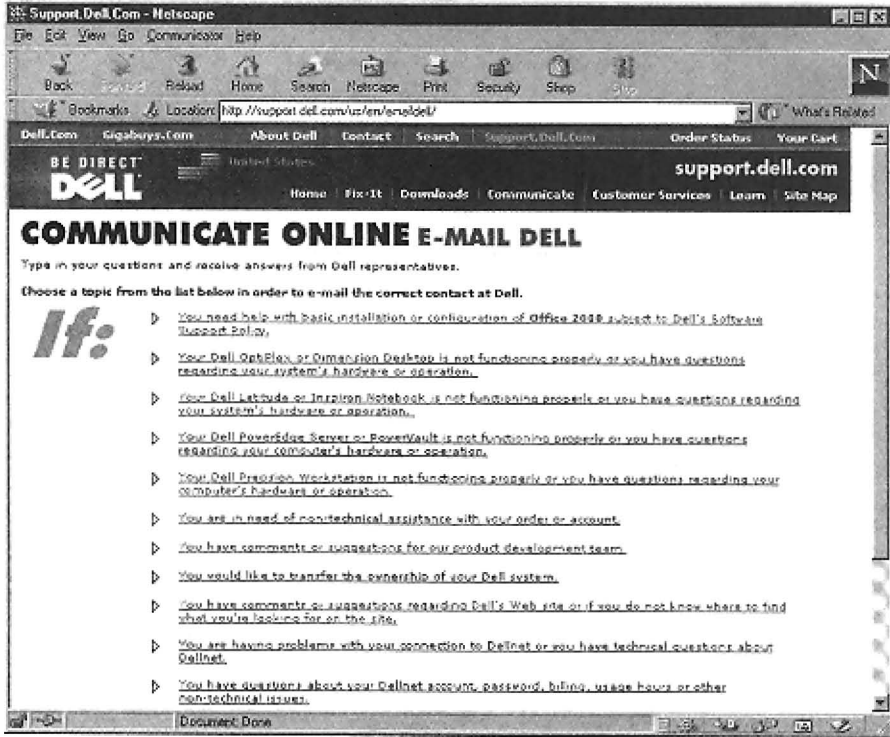 Support.Dell.Com - Netscape
File Edit View Go Communicator Help
Back Forward Reload Home Search Netscape Print Security Shop Stop
Bookmarks Location: http://support.dell.com/us/en/emaildell/ What's Related
Dell.Com Gigabuys.Com About Dell Contact Search Support.Dell.Com Order Status Your Cart
BE DIRECT™
DELL
United States
support.dell.com
Home Fix-It Downloads Communicate Customer Services Learn Site Map
COMMUNICATE ONLINE E-MAIL DELL
Type in your questions and receive answers from Dell representatives.
Choose a topic from the list below in order to e-mail the correct contact at Dell.
If:
You need help with basic installation or configuration of Office 2000 subject to Dell's Software
Support Policy.
Your Dell OptiPlex or Dimension Desktop is not functioning properly or you have questions
regarding your system's hardware or operation.
Your Dell Latitude or Inspiron Notebook is not functioning properly or you have questions regarding
your system's hardware or operation.
Your Dell PowerEdge Server or PowerVault is not functioning properly or you have questions
regarding your computer's hardware or operation.
Your Dell Precision Workstation is not functioning properly or you have questions regarding your
computer's hardware or operation.
You are in need of non-technical assistance with your order or account.
You have comments or suggestions for our product development team.
You would like to transfer the ownership of your Dell system.
You have comments or suggestions regarding Dell's Web site or if you do not know where to find
what you're looking for on the site.
You are having problems with your connection to Dellnet or you have technical questions about
Dellnet.
You have questions about your Dellnet account, password, billing, usage hours or other
non-technical issues.
Document: Done